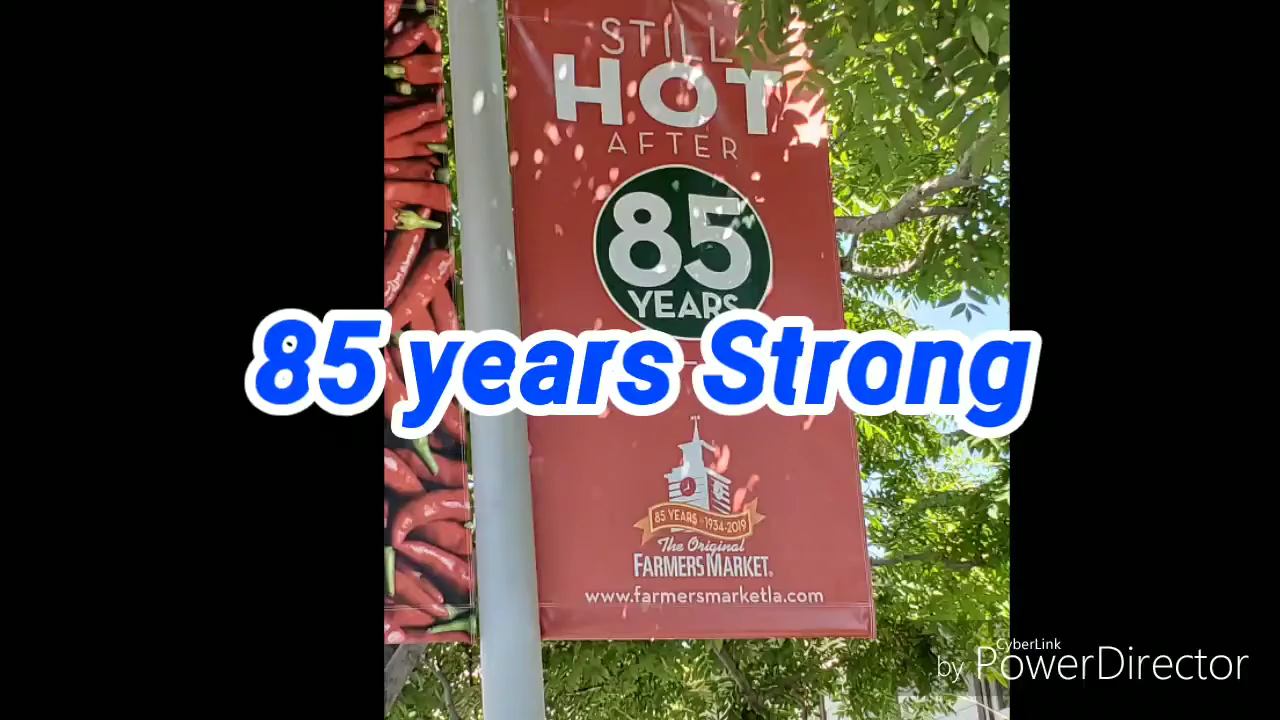 STILL
HOT
AFTER
85
YEARS
85 years Strong
85 YEARS • 1934-2019
The Original
FARMERS MARKET®
www.farmersmarketla.com
CyberLink
by PowerDirector